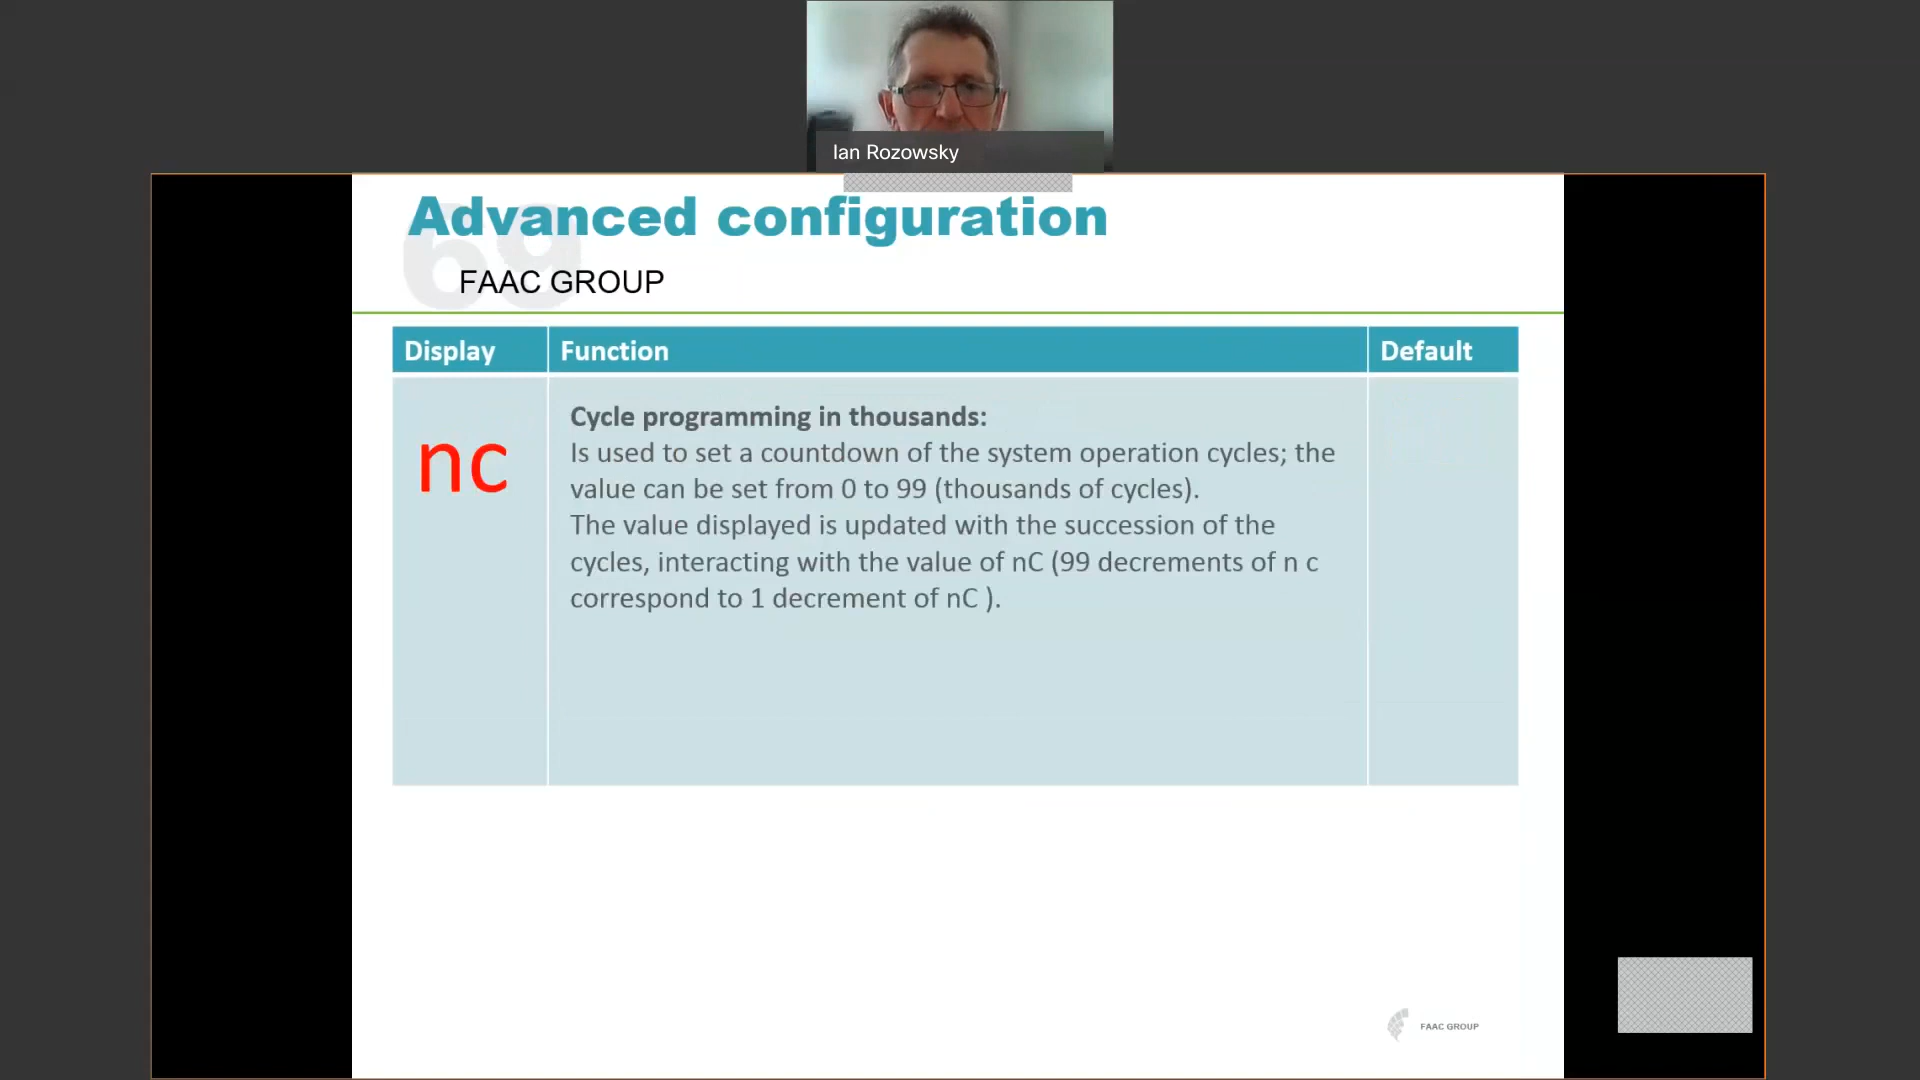 Ian Rozowsky
69
Advanced configuration
FAAC GROUP
Display Function Default
nc
Cycle programming in thousands:
Is used to set a countdown of the system operation cycles; the
value can be set from 0 to 99 (thousands of cycles).
The value displayed is updated with the succession of the
cycles, interacting with the value of nC (99 decrements of n c
correspond to 1 decrement of nC ).
FAAC GROUP